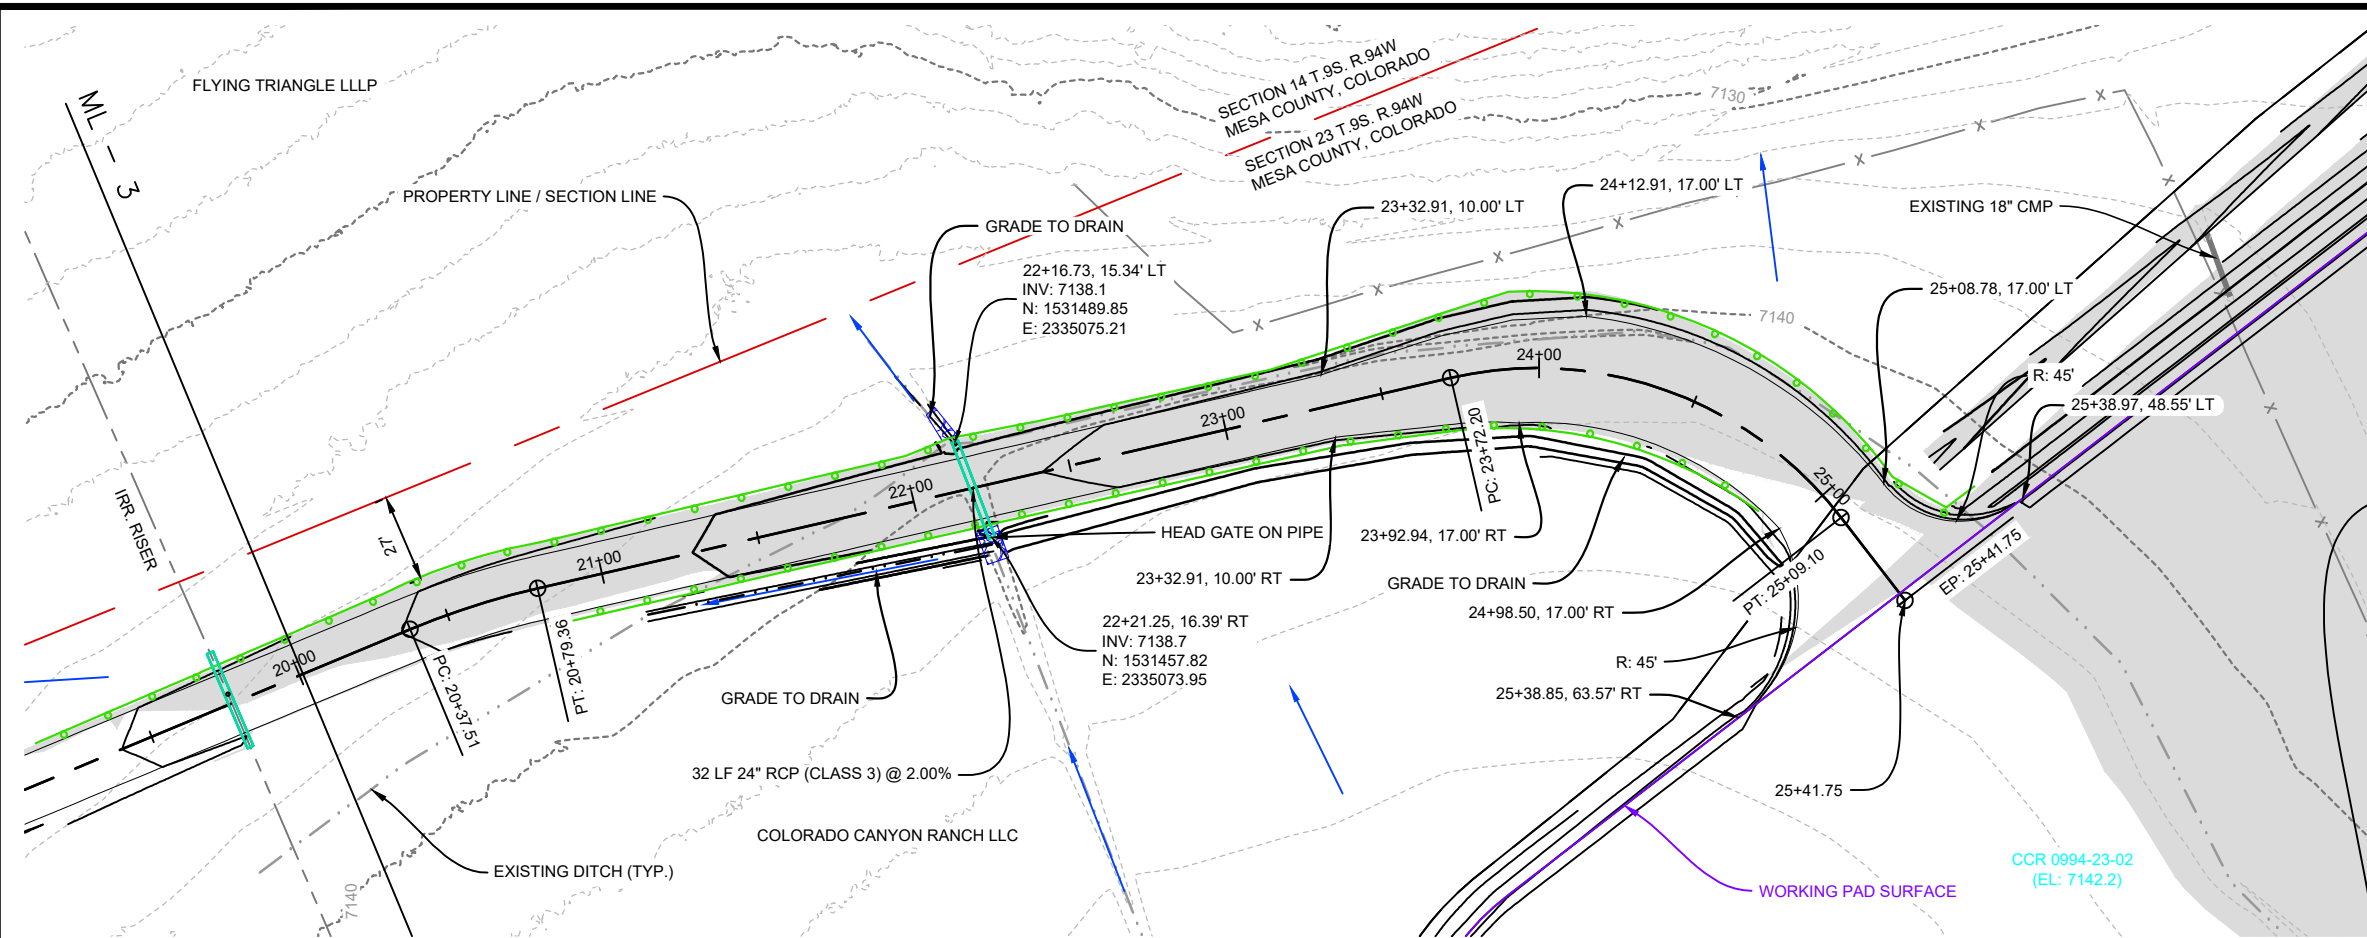 FLYING TRIANGLE LLLP
ML - 3
PROPERTY LINE / SECTION LINE
SECTION 14 T.9S. R.94W
MESA COUNTY, COLORADO
SECTION 23 T.9S. R.94W
MESA COUNTY, COLORADO
7130
GRADE TO DRAIN
22+16.73, 15.34' LT
INV: 7138.1
N: 1531489.85
E: 2335075.21
23+32.91, 10.00' LT
24+12.91, 17.00' LT
EXISTING 18" CMP
25+08.78, 17.00' LT
7140
R: 45'
25+38.97, 48.55' LT
IRR. RISER
27'
20+00
21+00
22+00
23+00
24+00
25+00
PC: 20+37.51
PT: 20+79.36
PC: 23+72.20
PT: 25+09.10
EP: 25+41.75
HEAD GATE ON PIPE
23+32.91, 10.00' RT
23+92.94, 17.00' RT
GRADE TO DRAIN
24+98.50, 17.00' RT
R: 45'
25+38.85, 63.57' RT
25+41.75
22+21.25, 16.39' RT
INV: 7138.7
N: 1531457.82
E: 2335073.95
GRADE TO DRAIN
32 LF 24" RCP (CLASS 3) @ 2.00%
COLORADO CANYON RANCH LLC
EXISTING DITCH (TYP.)
7140
WORKING PAD SURFACE
CCR 0994-23-02
(EL: 7142.2)
X
X
X
X
X
X
X
X
X
X
X